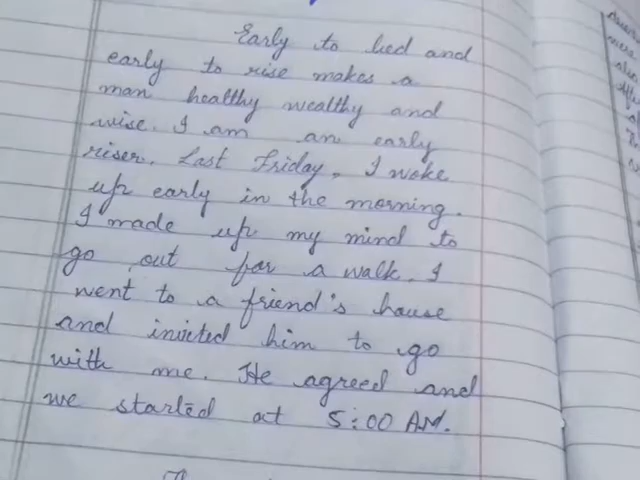 Early to bed and
early to rise makes a
man healthy wealthy and
wise. I am an early
riser. Last Friday, I woke
up early in the morning.
I made up my mind to
go out for a walk. I
went to a friend's house
and invited him to go
with me. He agreed and
we started at 5:00 AM.